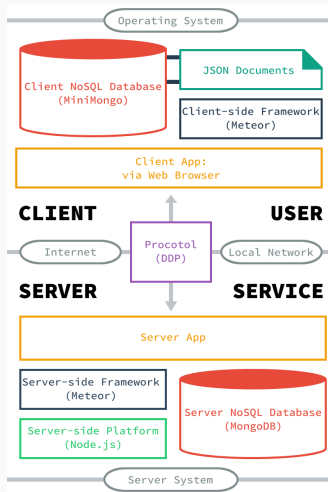 Operating System
Client NoSQL Database
(MiniMongo)
JSON Documents
Client-side Framework
(Meteor)
Client App:
via Web Browser
CLIENT
USER
Internet
Procotol
(DDP)
Local Network
SERVER
SERVICE
Server App
Server-side Framework
(Meteor)
Server NoSQL Database
(MongoDB)
Server-side Platform
(Node.js)
Server System